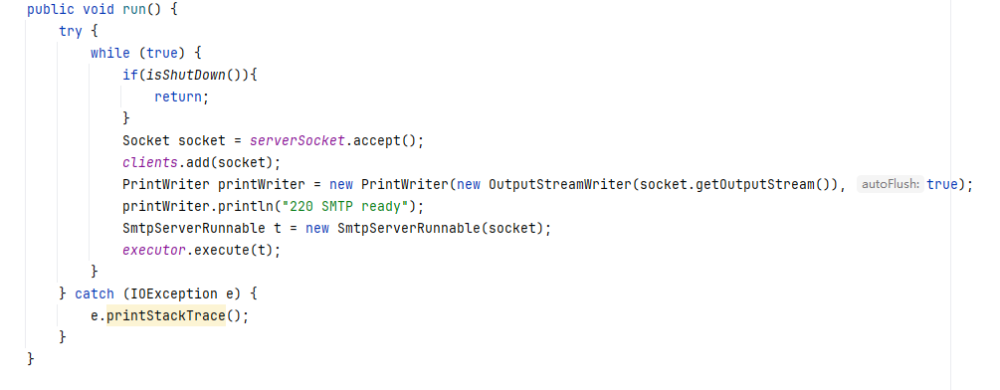 public void run() {
    try {
        while (true) {
            if(isShutDown()){
                return;
            }
            Socket socket = serverSocket.accept();
            clients.add(socket);
            PrintWriter printWriter = new PrintWriter(new OutputStreamWriter(socket.getOutputStream()), autoFlush: true);
            printWriter.println("220 SMTP ready");
            SmtpServerRunnable t = new SmtpServerRunnable(socket);
            executor.execute(t);
        }
    } catch (IOException e) {
        e.printStackTrace();
    }
}